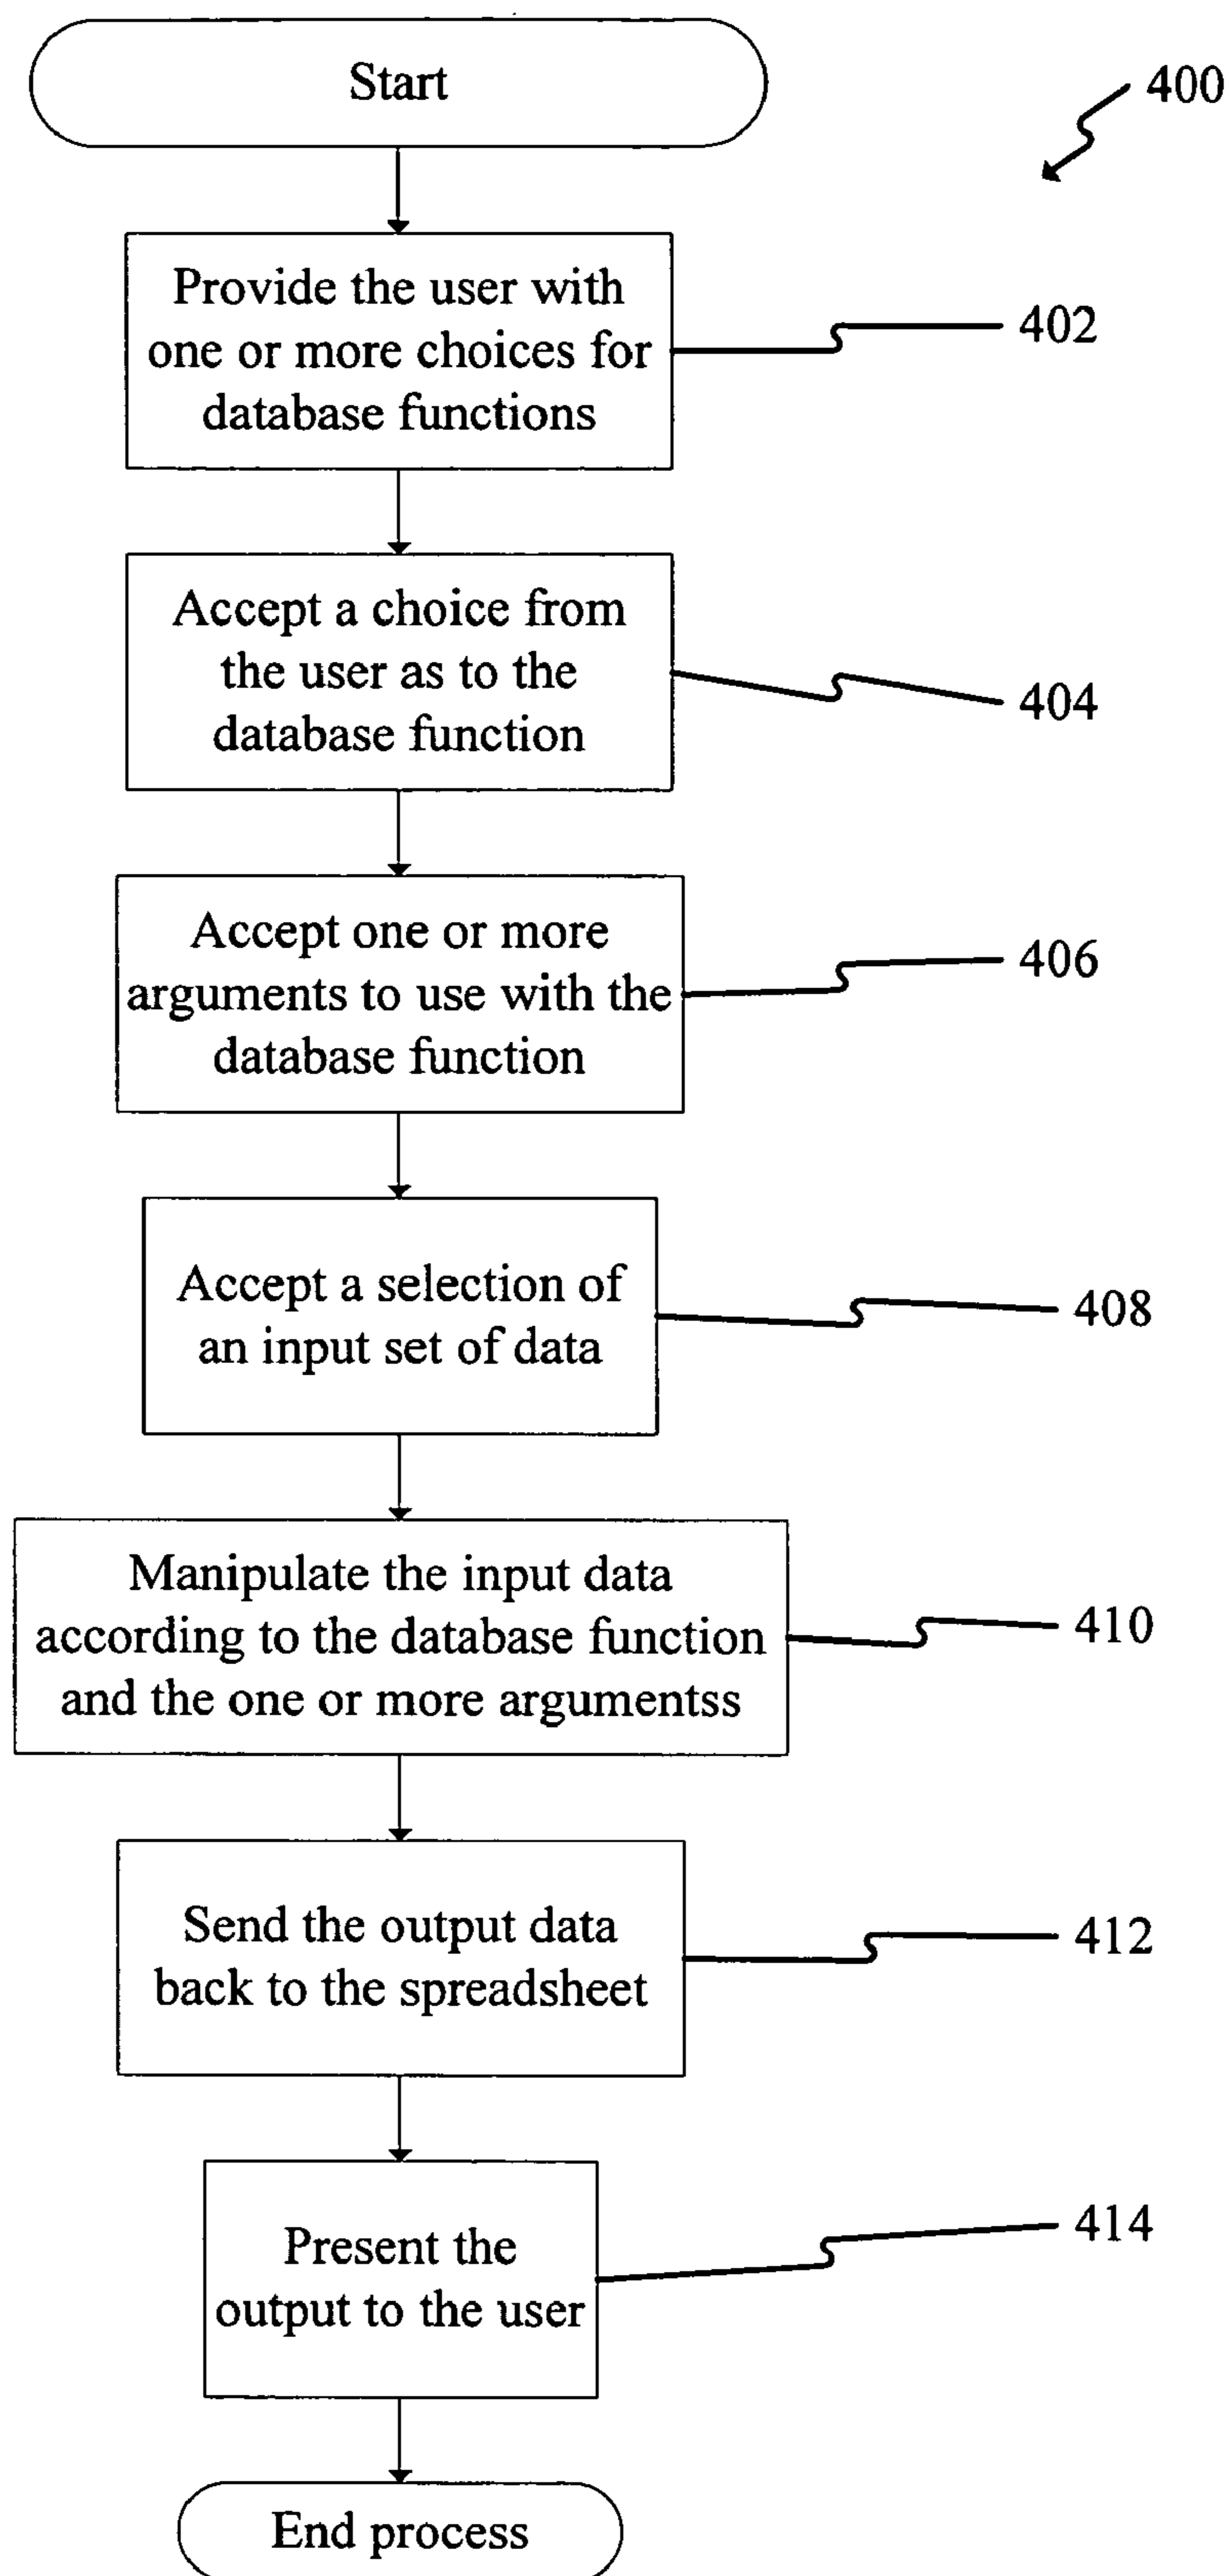 Start
400
Provide the user with
one or more choices for
database functions
402
Accept a choice from
the user as to the
database function
404
Accept one or more
arguments to use with the
database function
406
Accept a selection of
an input set of data
408
Manipulate the input data
according to the database function
and the one or more argumentss
410
Send the output data
back to the spreadsheet
412
Present the
output to the user
414
End process